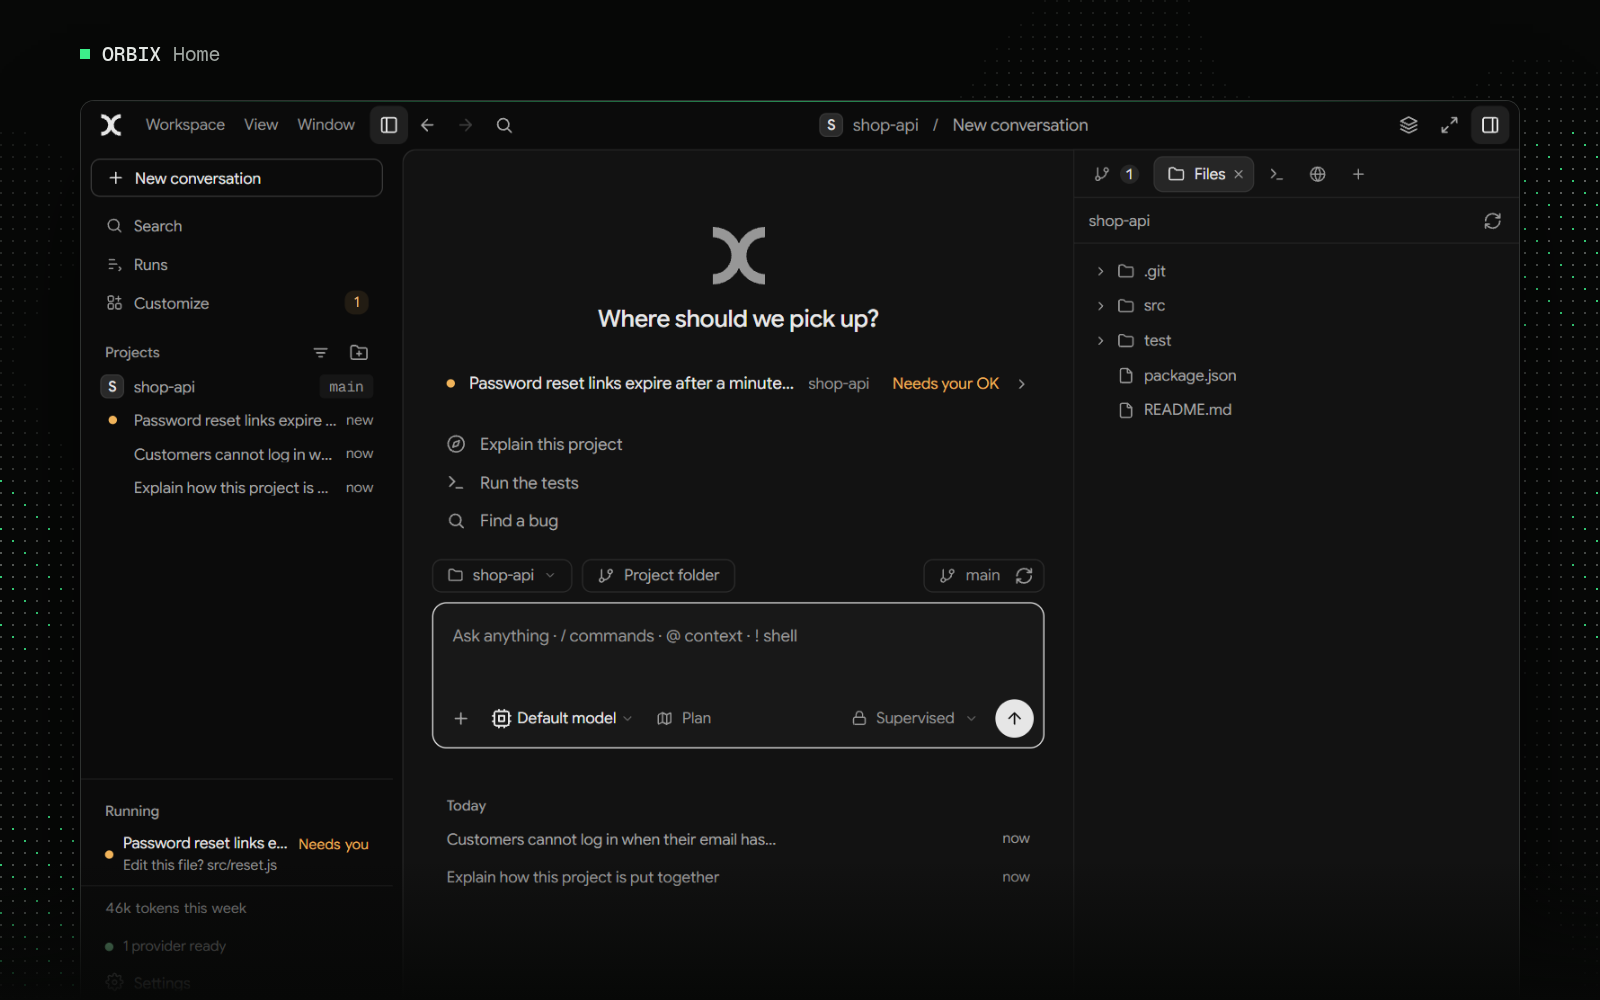 ORBIX Home
Workspace View Window
S shop-api / New conversation
New conversation
Search
Runs
Customize 1
Projects
S shop-api main
Password reset links expire ... new
Customers cannot log in w... now
Explain how this project is ... now
Running
Password reset links e... Needs you
Edit this file? src/reset.js
46k tokens this week
1 provider ready
Settings
Where should we pick up?
Password reset links expire after a minute... shop-api Needs your OK
Explain this project
Run the tests
Find a bug
shop-api Project folder main
Ask anything · / commands · @ context · ! shell
Default model Plan Supervised
Today
Customers cannot log in when their email has... now
Explain how this project is put together now
1 Files
shop-api
.git
src
test
package.json
README.md